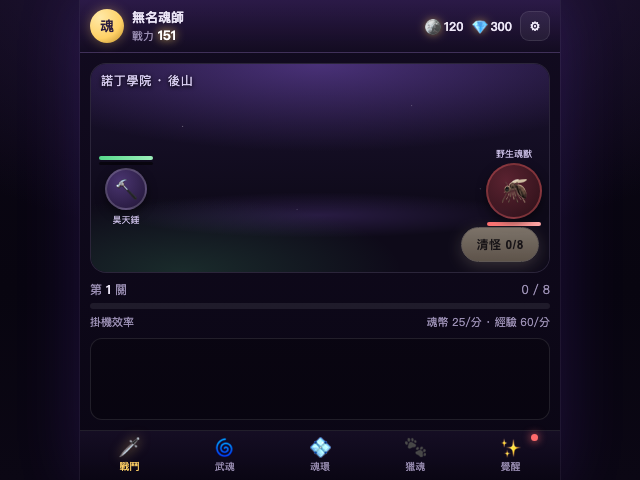 魂
無名魂師
戰力 151
120
300
諾丁學院 · 後山
昊天錘
野生魂獸
清怪 0/8
第 1 關
0 / 8
掛機效率
魂幣 25/分 · 經驗 60/分
戰鬥
武魂
魂環
獵魂
覺醒